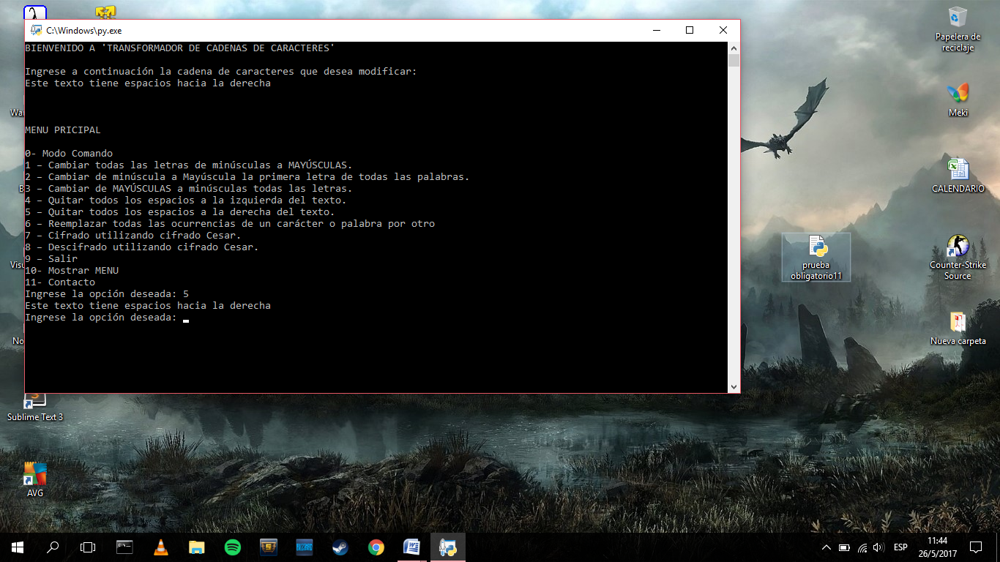 C:\Windows\py.exe
BIENVENIDO A 'TRANSFORMADOR DE CADENAS DE CARACTERES'
Ingrese a continuación la cadena de caracteres que desea modificar:
Este texto tiene espacios hacia la derecha
MENU PRICIPAL
0- Modo Comando
1 – Cambiar todas las letras de minúsculas a MAYÚSCULAS.
2 – Cambiar de minúscula a Mayúscula la primera letra de todas las palabras.
3 – Cambiar de MAYÚSCULAS a minúsculas todas las letras.
4 – Quitar todos los espacios a la izquierda del texto.
5 – Quitar todos los espacios a la derecha del texto.
6 – Reemplazar todas las ocurrencias de un carácter o palabra por otro
7 – Cifrado utilizando cifrado Cesar.
8 – Descifrado utilizando cifrado Cesar.
9 – Salir
10- Mostrar MENU
11- Contacto
Ingrese la opción deseada: 5
Este texto tiene espacios hacia la derecha
Ingrese la opción deseada:
Sublime Text 3
AVG
prueba
obligatorio11
Papelera de
reciclaje
Meki
CALENDARIO
Counter-Strike
Source
Nueva carpeta
ESP
11:44
26/5/2017